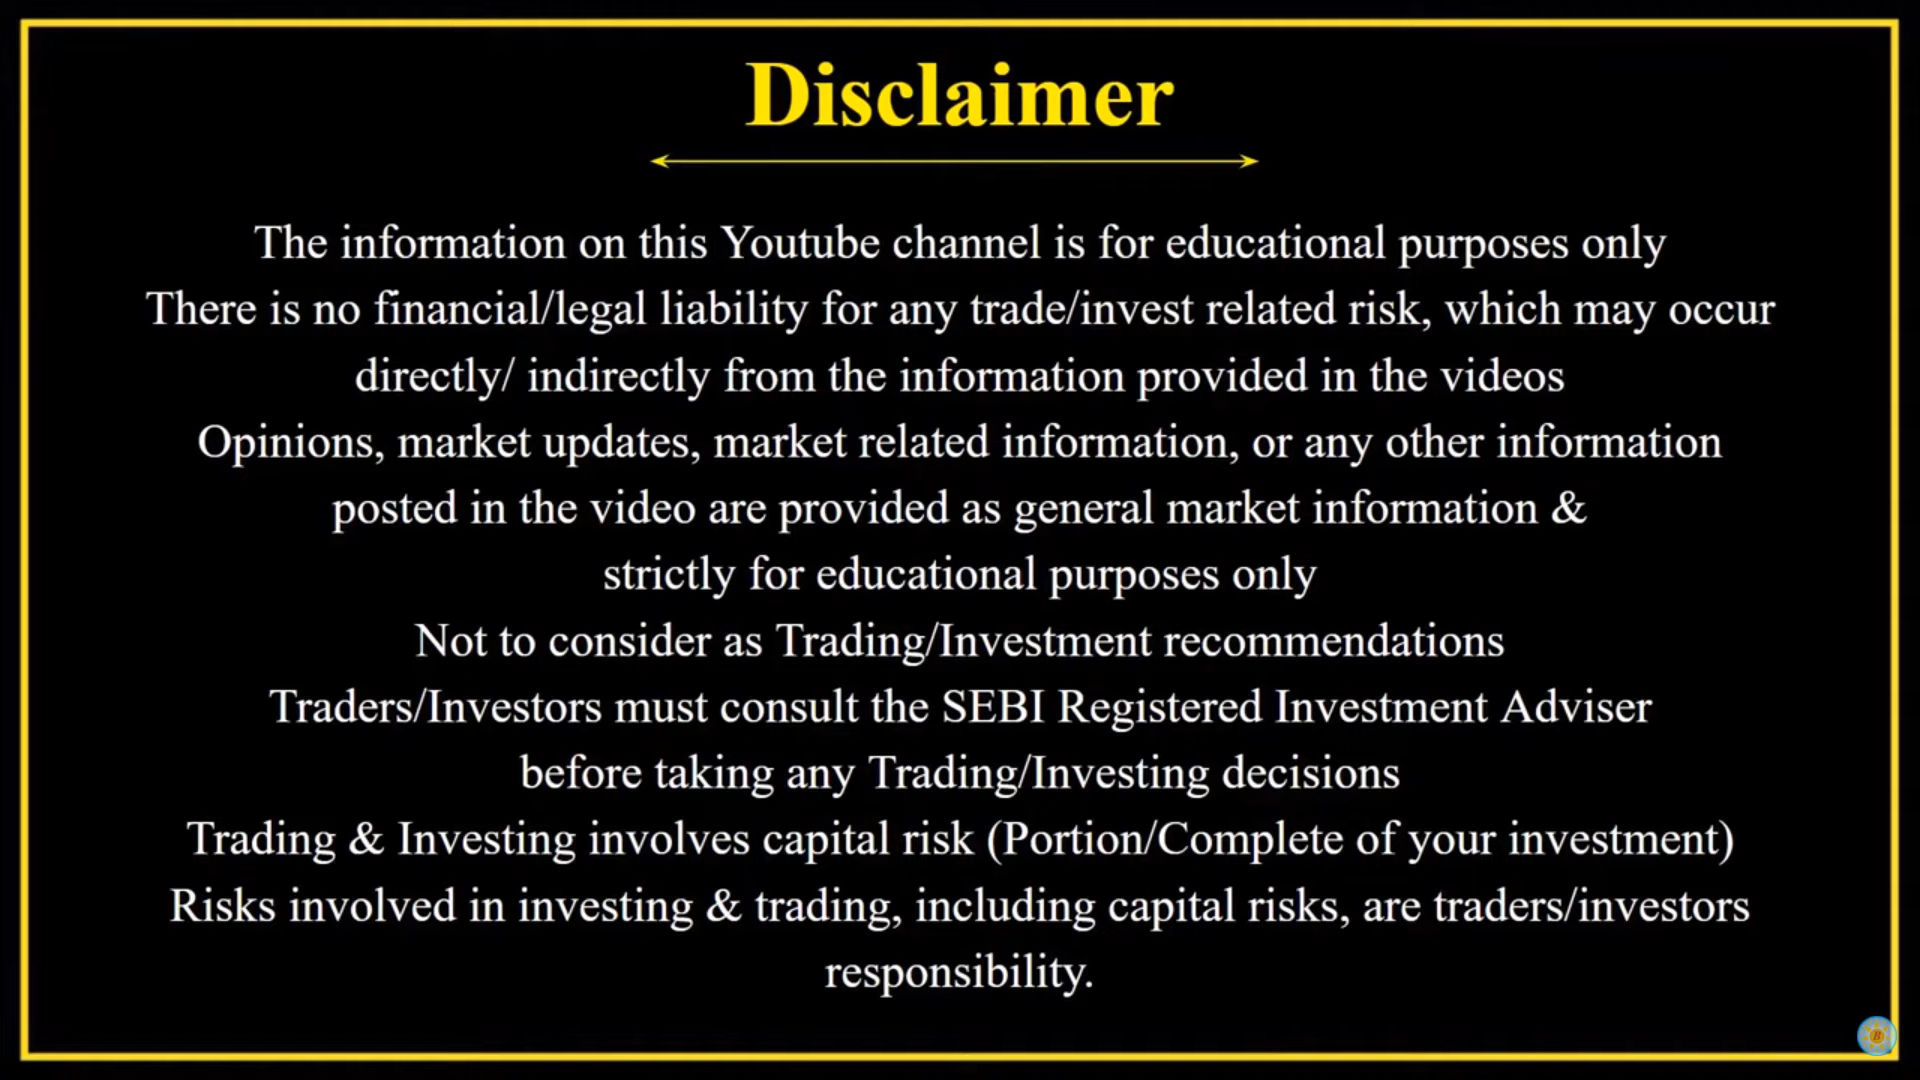 Disclaimer
The information on this Youtube channel is for educational purposes only
There is no financial/legal liability for any trade/invest related risk, which may occur
directly/ indirectly from the information provided in the videos
Opinions, market updates, market related information, or any other information
posted in the video are provided as general market information &
strictly for educational purposes only
Not to consider as Trading/Investment recommendations
Traders/Investors must consult the SEBI Registered Investment Adviser
before taking any Trading/Investing decisions
Trading & Investing involves capital risk (Portion/Complete of your investment)
Risks involved in investing & trading, including capital risks, are traders/investors
responsibility.